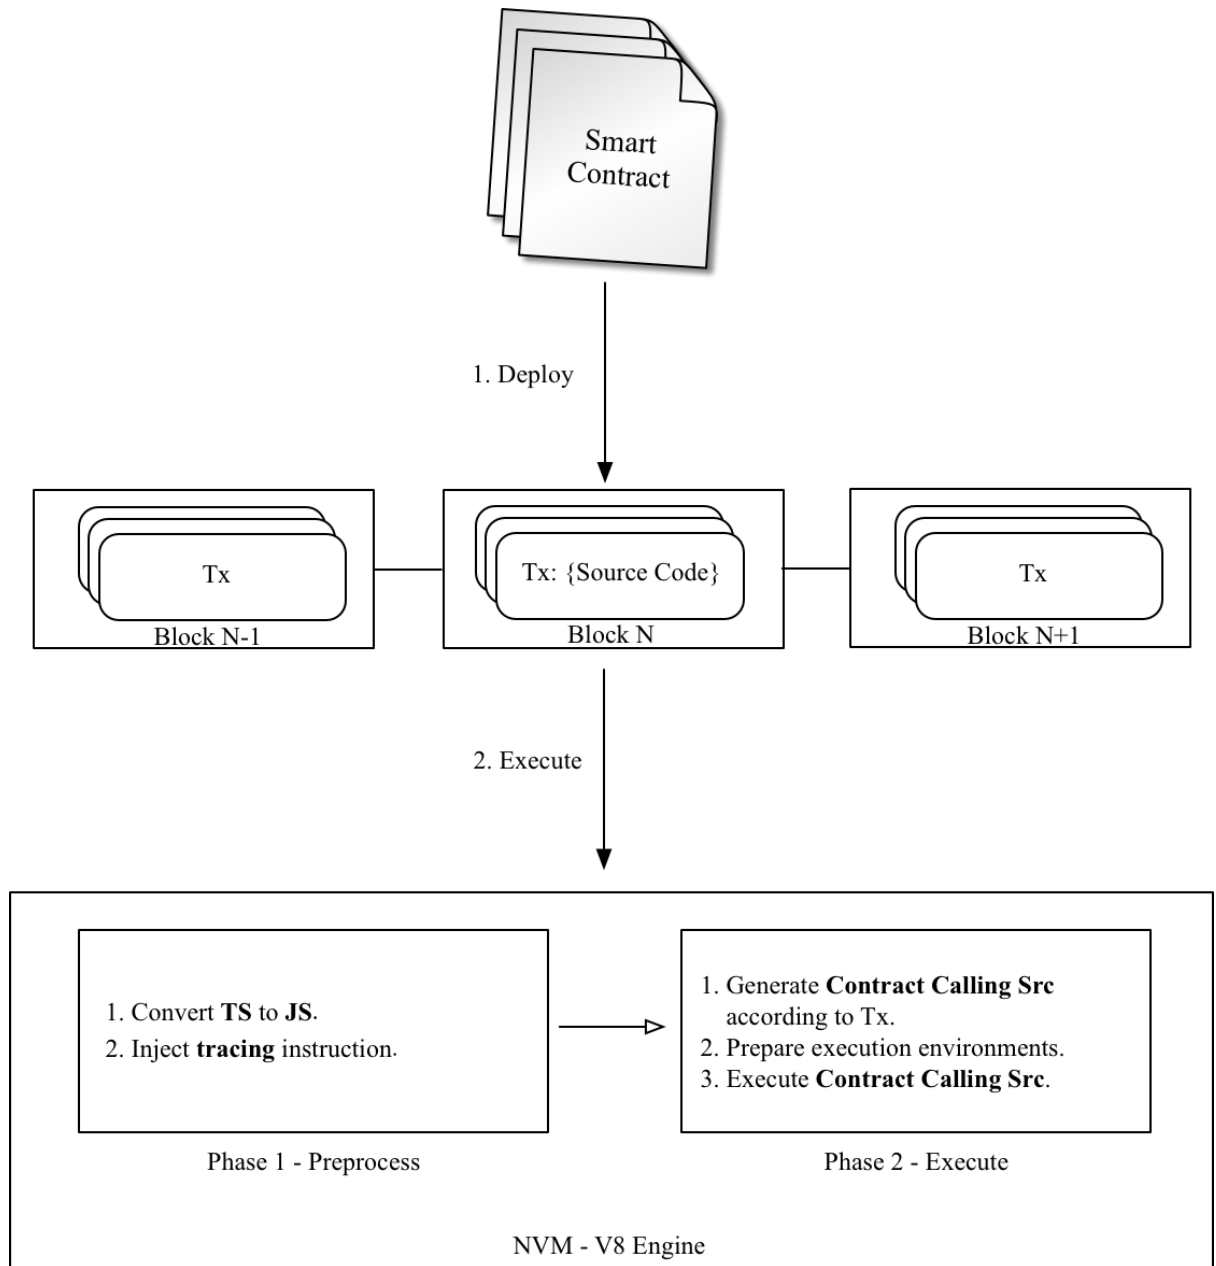 Smart
Contract
1. Deploy
Tx
Block N-1
Tx: {Source Code}
Block N
Tx
Block N+1
2. Execute
1. Convert TS to JS.
2. Inject tracing instruction.
Phase 1 - Preprocess
1. Generate Contract Calling Src
according to Tx.
2. Prepare execution environments.
3. Execute Contract Calling Src.
Phase 2 - Execute
NVM - V8 Engine